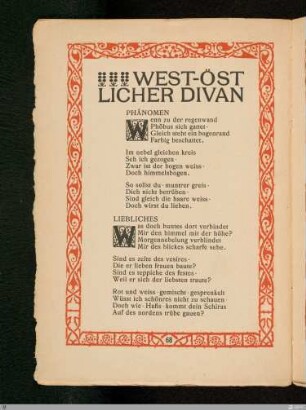 WEST-ÖST
LICHER DIVAN
PHÄNOMEN
Wenn zu der regenwand
Phöbus sich gattet·
Gleich steht ein bogenrand
Farbig beschattet.
Im nebel gleichen kreis
Seh ich gezogen·
Zwar ist der bogen weiss·
Doch himmelsbogen.
So sollst du· muntrer greis·
Dich nicht betrüben·
Sind gleich die haare weiss·
Doch wirst du lieben.
LIEBLICHES
Was doch buntes dort verbindet
Mir den himmel mit der höhe?
Morgennebelung verblindet
Mir des blickes scharfe sehe.
Sind es zelte des vesires·
Die er lieben frauen baute?
Sind es teppiche des festes·
Weil er sich der liebsten traute?
Rot und weiss· gemischt· gesprenkelt
Wüsst ich schönres nicht zu schauen·
Doch wie· Hafis· kommt dein Schiras
Auf des nordens trübe gauen?
68